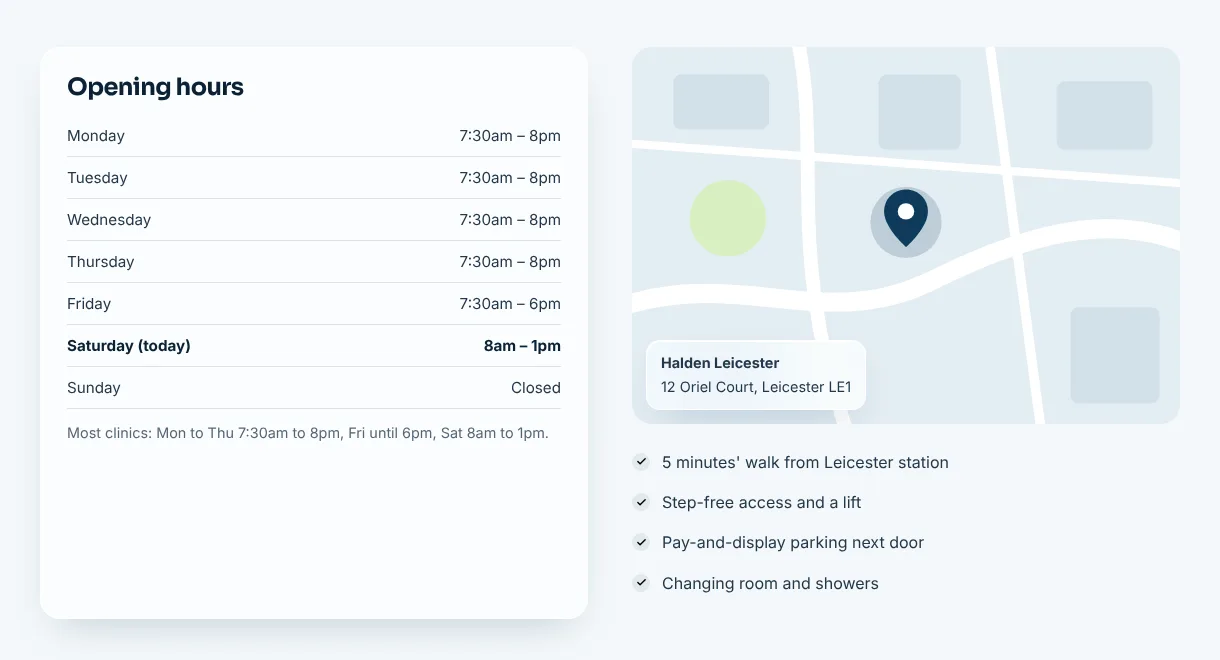 Opening hours
Monday 7:30am – 8pm
Tuesday 7:30am – 8pm
Wednesday 7:30am – 8pm
Thursday 7:30am – 8pm
Friday 7:30am – 6pm
Saturday (today) 8am – 1pm
Sunday Closed
Most clinics: Mon to Thu 7:30am to 8pm, Fri until 6pm, Sat 8am to 1pm.
Halden Leicester
12 Oriel Court, Leicester LE1
5 minutes' walk from Leicester station
Step-free access and a lift
Pay-and-display parking next door
Changing room and showers